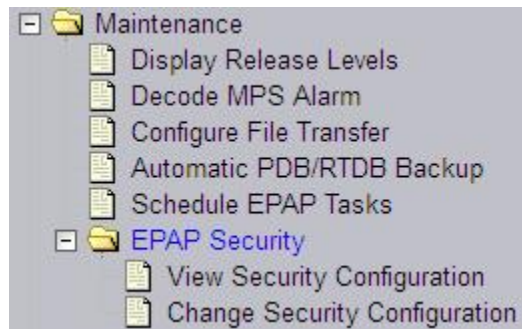 Maintenance
Display Release Levels
Decode MPS Alarm
Configure File Transfer
Automatic PDB/RTDB Backup
Schedule EPAP Tasks
EPAP Security
View Security Configuration
Change Security Configuration